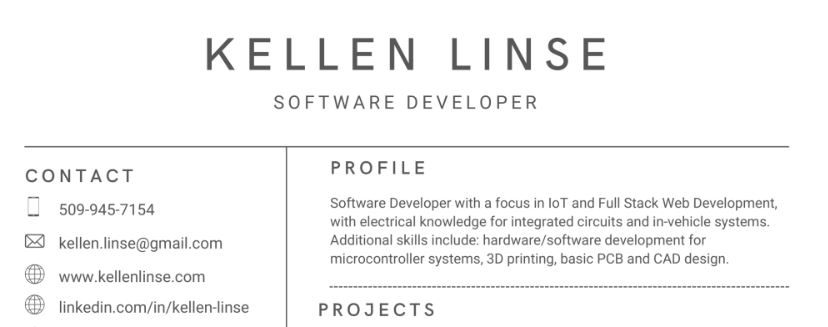 KELLEN LINSE
SOFTWARE DEVELOPER
CONTACT
509-945-7154
kellen.linse@gmail.com
www.kellenlinse.com
linkedin.com/in/kellen-linse
PROFILE
Software Developer with a focus in IoT and Full Stack Web Development,
with electrical knowledge for integrated circuits and in-vehicle systems.
Additional skills include: hardware/software development for
microcontroller systems, 3D printing, basic PCB and CAD design.
PROJECTS